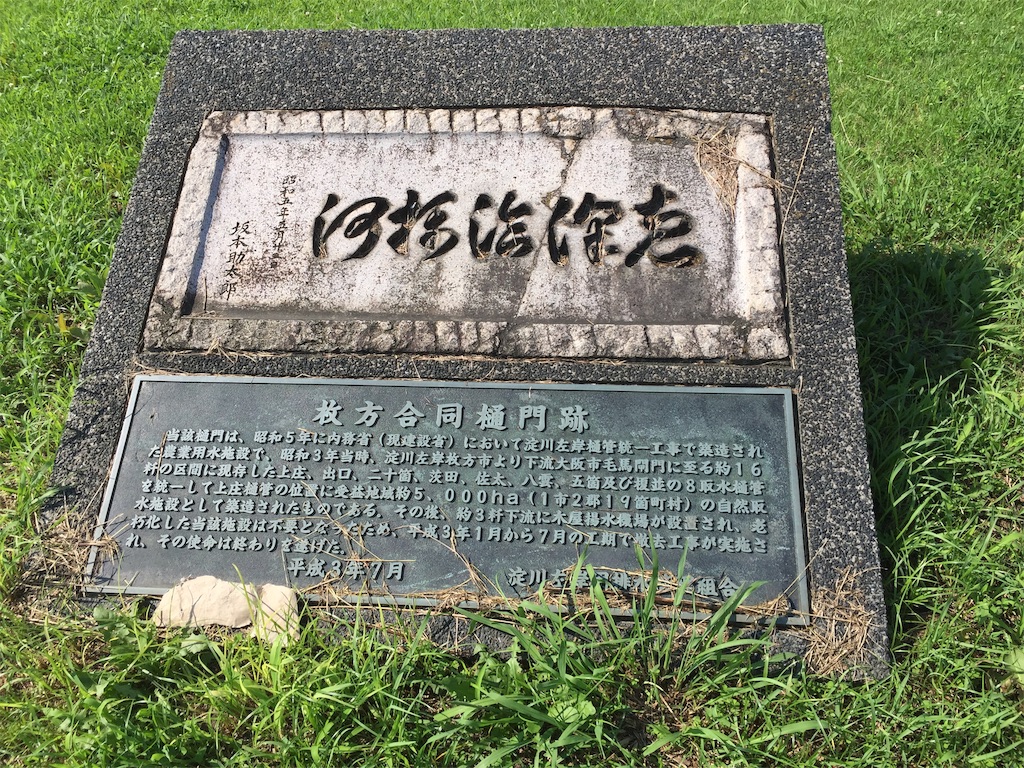 昭和五年
坂本助太郎
枚方合同樋門跡
当該樋門は、昭和5年に内務省(現建設省)において淀川左岸樋管統一工事で築造され
た農業用水施設で、昭和3年当時、淀川左岸枚方市より下流大阪市毛馬閘門に至る約16
粁の区間に現存した上庄、出口、二十箇、茨田、佐太、八雲、五箇及び榎並の8取水樋管
を統一して上庄樋管の位置に受益地域約5,000ha(1市2郡19箇町村)の自然取
水施設として築造されたものである。その後、約3粁下流に木屋揚水機場が設置され、老
朽化した当該施設は不要となったため、平成3年1月から7月の工期で撤去工事が実施さ
れ、その使命は終わりを遂げた。
平成3年7月
淀川左岸用排水 組合